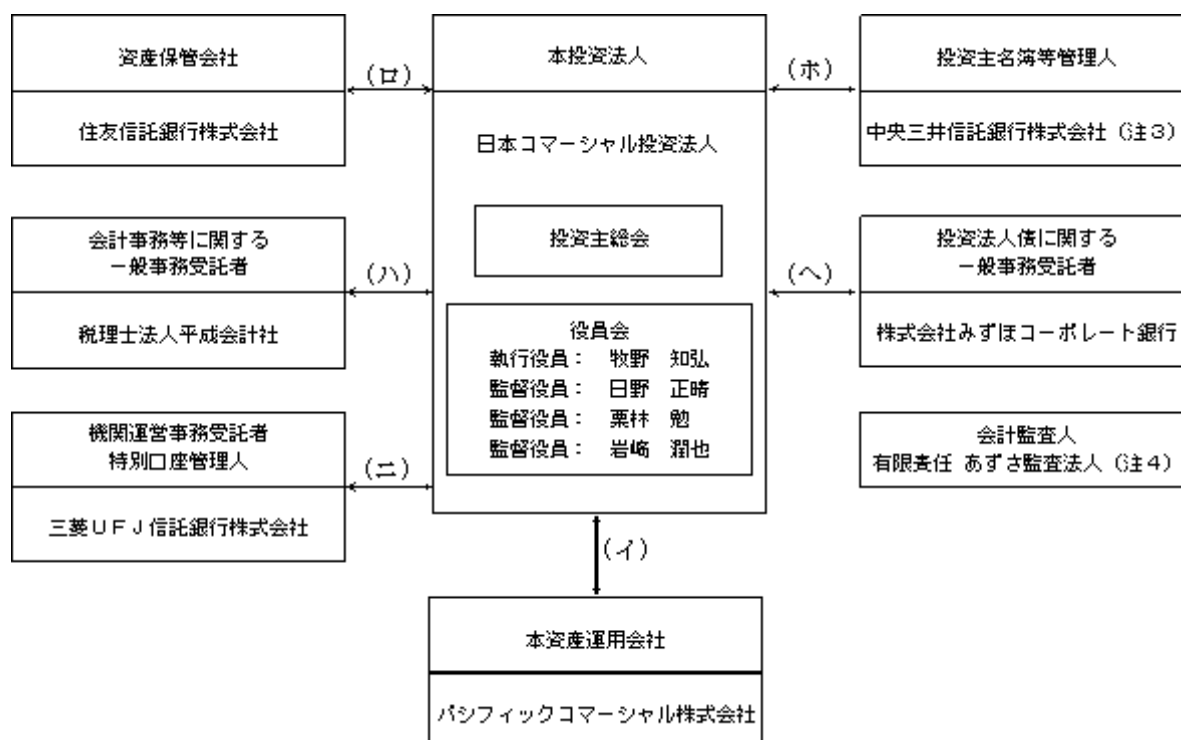 資産保管会社
住友信託銀行株式会社
(ロ)
本投資法人
日本コマーシャル投資法人
投資主総会
役員会
執行役員： 牧野 知弘
監督役員： 日野 正晴
監督役員： 栗林 勉
監督役員： 岩崎 潤也
(ホ)
投資主名簿等管理人
中央三井信託銀行株式会社（注３）
会計事務等に関する
一般事務受託者
税理士法人平成会計社
(ハ)
(ヘ)
投資法人債に関する
一般事務受託者
株式会社みずほコーポレート銀行
機関運営事務受託者
特別口座管理人
三菱ＵＦＪ信託銀行株式会社
(ニ)
会計監査人
有限責任 あずさ監査法人（注４）
(イ)
本資産運用会社
パシフィックコマーシャル株式会社